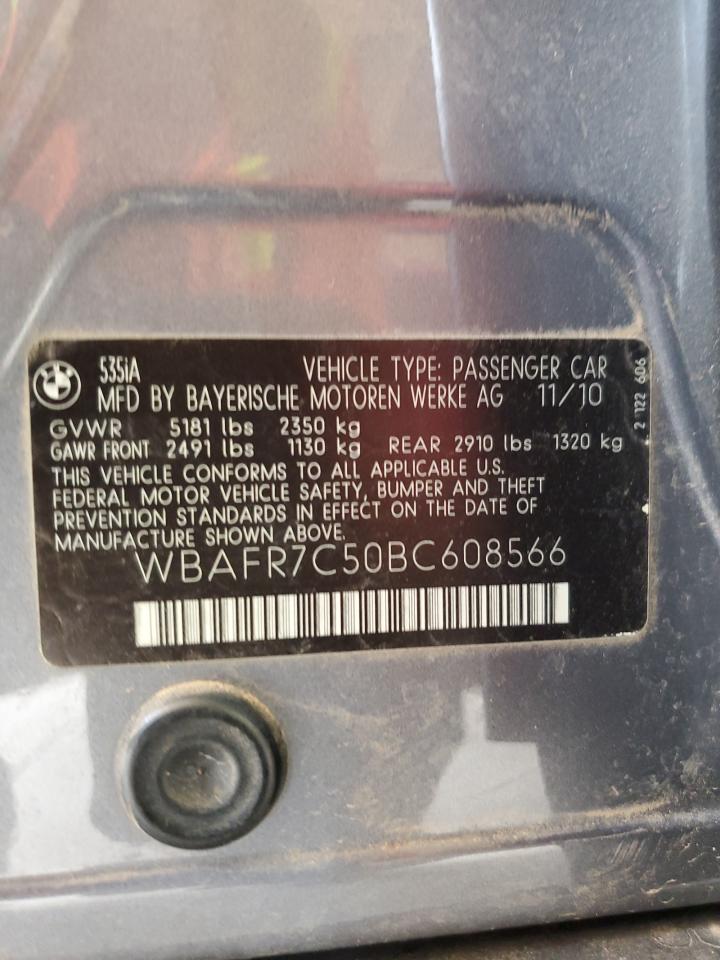 535iA VEHICLE TYPE: PASSENGER CAR
MFD BY BAYERISCHE MOTOREN WERKE AG 11/10
GVWR 5181 lbs 2350 kg
GAWR FRONT 2491 lbs 1130 kg REAR 2910 lbs 1320 kg
THIS VEHICLE CONFORMS TO ALL APPLICABLE U.S.
FEDERAL MOTOR VEHICLE SAFETY, BUMPER AND THEFT
PREVENTION STANDARDS IN EFFECT ON THE DATE OF
MANUFACTURE SHOWN ABOVE.
WBAFR7C50BC608566
2 122 606